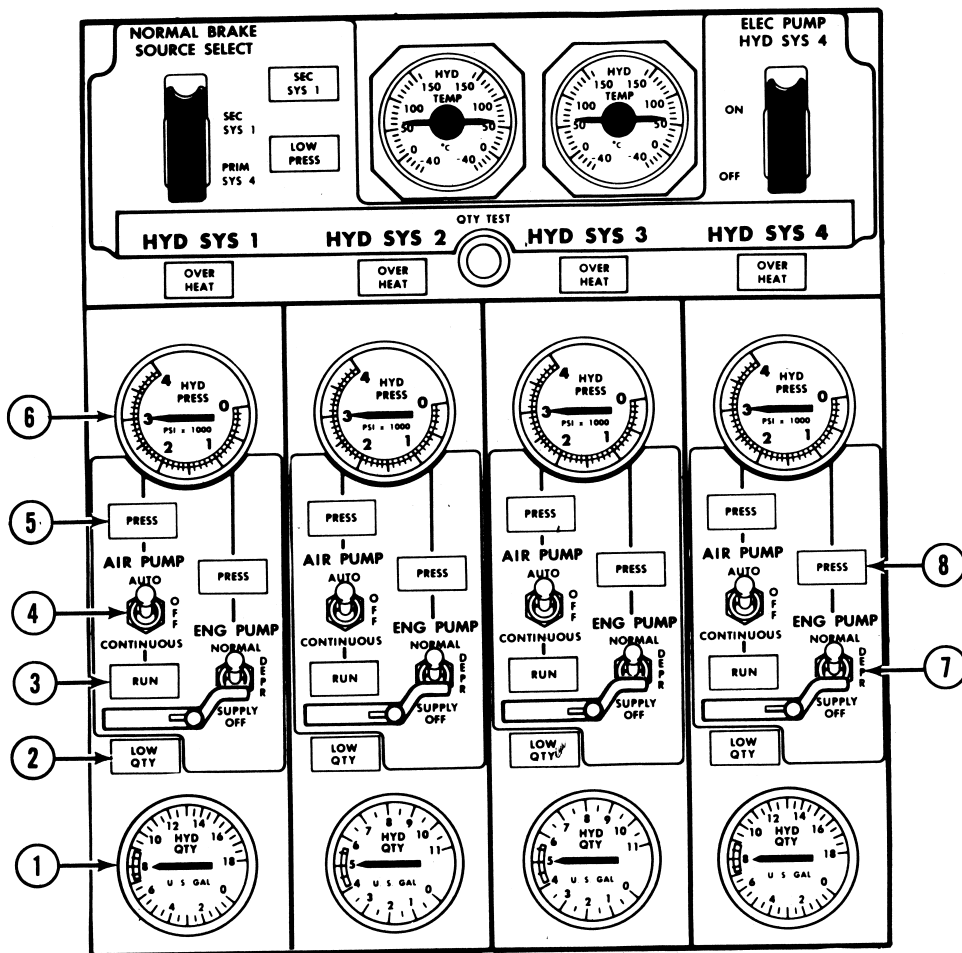 NORMAL BRAKE
SOURCE SELECT
SEC
SYS 1
PRIM
SYS 4
SEC
SYS 1
LOW
PRESS
HYD
150 150
TEMP
100 100
50 50
°C
0 0
-40 -40
HYD
150 150
TEMP
100 100
50 50
°C
0 0
-40 -40
ELEC PUMP
HYD SYS 4
ON
OFF
QTY TEST
HYD SYS 1
HYD SYS 2
HYD SYS 3
HYD SYS 4
OVER
HEAT
OVER
HEAT
OVER
HEAT
OVER
HEAT
6
4
HYD
PRESS
3 0
PSI x 1000
2 1
4
HYD
PRESS
3 0
PSI x 1000
2 1
4
HYD
PRESS
3 0
PSI x 1000
2 1
4
HYD
PRESS
3 0
PSI x 1000
2 1
5
PRESS
AIR PUMP
AUTO
OFF
4
CONTINUOUS
3
RUN
PRESS
ENG PUMP
NORMAL
DEPR
SUPPLY
OFF
2
LOW
QTY
PRESS
AIR PUMP
AUTO
OFF
CONTINUOUS
RUN
PRESS
ENG PUMP
NORMAL
DEPR
SUPPLY
OFF
LOW
QTY
PRESS
AIR PUMP
AUTO
OFF
CONTINUOUS
RUN
PRESS
ENG PUMP
NORMAL
DEPR
SUPPLY
OFF
LOW
QTY
PRESS
AIR PUMP
AUTO
OFF
CONTINUOUS
RUN
PRESS
8
ENG PUMP
NORMAL
DEPR
7
SUPPLY
OFF
LOW
QTY
1
12 14
10 16
HYD
QTY
8 18
U S GAL
6 0
4 2
8 9
7 10
HYD
QTY
6 11
5
U S GAL
4 0
3 1
2
8 9
7 10
HYD
QTY
6 11
5
U S GAL
4 0
3 1
2
12 14
10 16
HYD
QTY
8 18
U S GAL
6 0
4 2